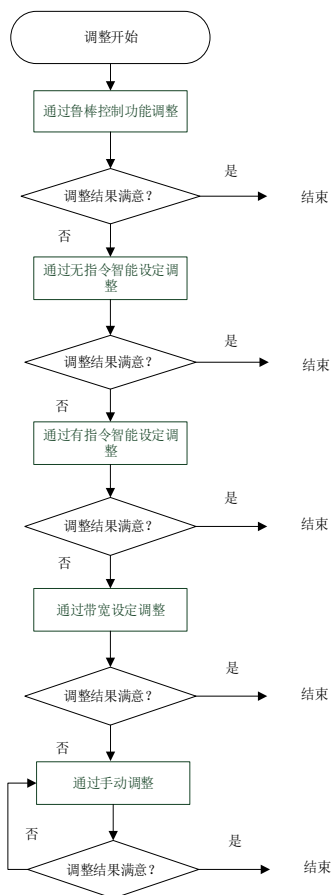 调整开始
通过鲁棒控制功能调整
调整结果满意？
是
结束
否
通过无指令智能设定调
整
调整结果满意？
是
结束
否
通过有指令智能设定调
整
调整结果满意？
是
结束
否
通过带宽设定调整
调整结果满意？
是
结束
否
通过手动调整
否
调整结果满意？
是
结束